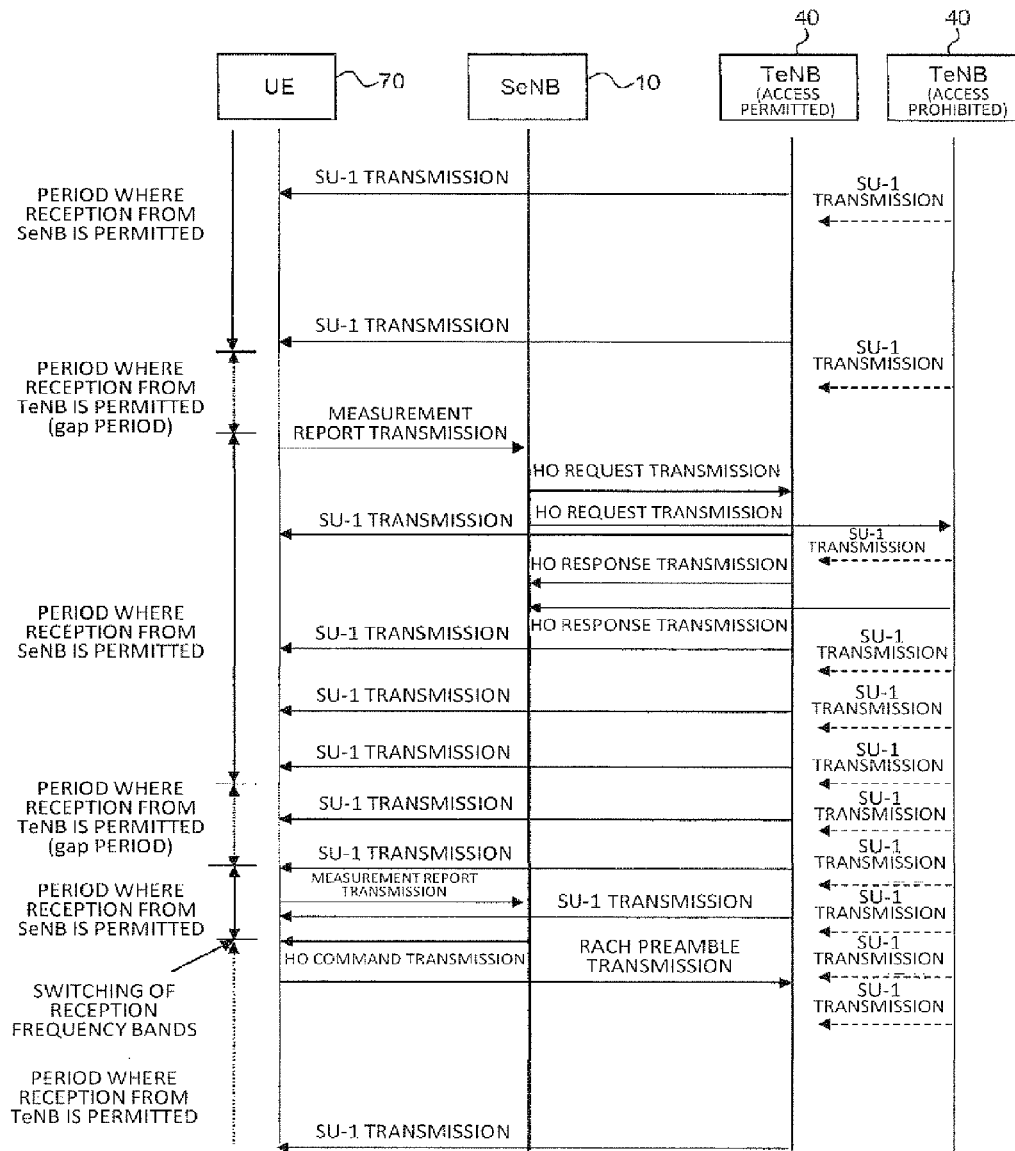 40
40
UE
70
SeNB
10
TeNB
(ACCESS
PERMITTED)
TeNB
(ACCESS
PROHIBITED)
PERIOD WHERE
RECEPTION FROM
SeNB IS PERMITTED
SU-1 TRANSMISSION
SU-1
TRANSMISSION
SU-1 TRANSMISSION
SU-1
TRANSMISSION
PERIOD WHERE
RECEPTION FROM
TeNB IS PERMITTED
(gap PERIOD)
MEASUREMENT
REPORT TRANSMISSION
HO REQUEST TRANSMISSION
SU-1 TRANSMISSION
HO REQUEST TRANSMISSION
SU-1
TRANSMISSION
HO RESPONSE TRANSMISSION
HO RESPONSE TRANSMISSION
PERIOD WHERE
RECEPTION FROM
SeNB IS PERMITTED
SU-1 TRANSMISSION
SU-1
TRANSMISSION
SU-1 TRANSMISSION
SU-1
TRANSMISSION
SU-1 TRANSMISSION
SU-1
TRANSMISSION
PERIOD WHERE
RECEPTION FROM
TeNB IS PERMITTED
(gap PERIOD)
SU-1 TRANSMISSION
SU-1
TRANSMISSION
SU-1 TRANSMISSION
SU-1
TRANSMISSION
PERIOD WHERE
RECEPTION FROM
SeNB IS PERMITTED
MEASUREMENT REPORT
TRANSMISSION
SU-1 TRANSMISSION
SU-1
TRANSMISSION
HO COMMAND TRANSMISSION
RACH PREAMBLE
TRANSMISSION
SU-1
TRANSMISSION
SU-1
TRANSMISSION
SWITCHING OF
RECEPTION
FREQUENCY BANDS
PERIOD WHERE
RECEPTION FROM
TeNB IS PERMITTED
SU-1 TRANSMISSION